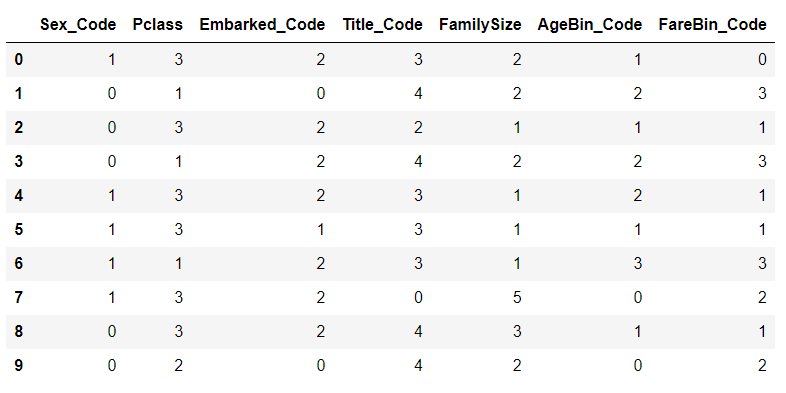 Sex_Code Pclass Embarked_Code Title_Code FamilySize AgeBin_Code FareBin_Code
0 1 3 2 3 2 1 0
1 0 1 0 4 2 2 3
2 0 3 2 2 1 1 1
3 0 1 2 4 2 2 3
4 1 3 2 3 1 2 1
5 1 3 1 3 1 1 1
6 1 1 2 3 1 3 3
7 1 3 2 0 5 0 2
8 0 3 2 4 3 1 1
9 0 2 0 4 2 0 2